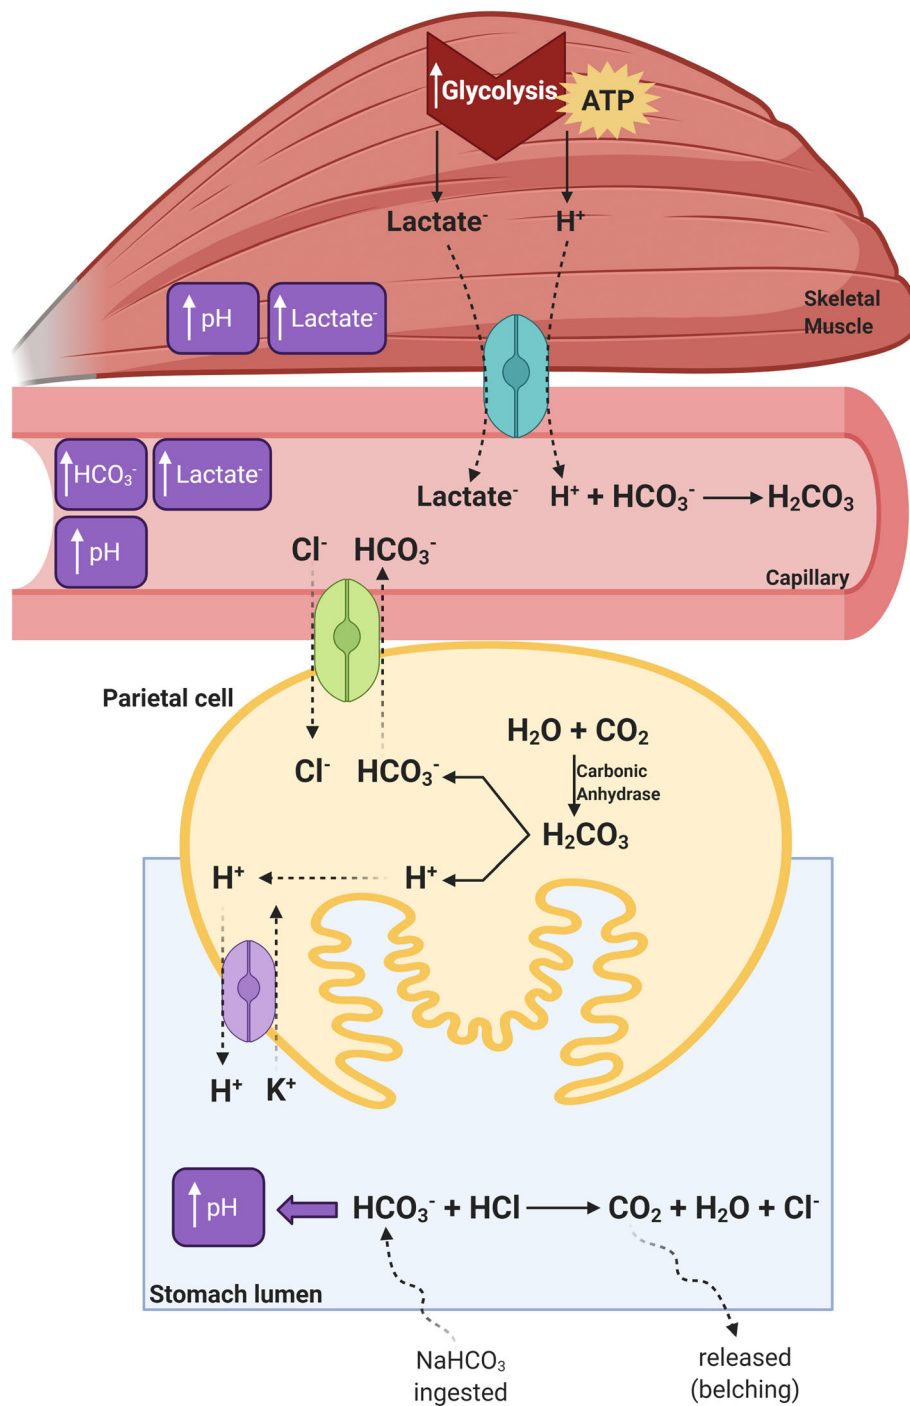 ↑ Glycolysis
ATP
Lactate⁻
H⁺
Skeletal
Muscle
↑ pH
↑ Lactate⁻
↑ HCO₃⁻
↑ Lactate⁻
Lactate⁻
H⁺ + HCO₃⁻ → H₂CO₃
↑ pH
Cl⁻
HCO₃⁻
Capillary
Parietal cell
H₂O + CO₂
Cl⁻
HCO₃⁻
Carbonic
Anhydrase
H₂CO₃
H⁺
H⁺
H⁺
K⁺
↑ pH
HCO₃⁻ + HCl → CO₂ + H₂O + Cl⁻
Stomach lumen
NaHCO₃
ingested
released
(belching)